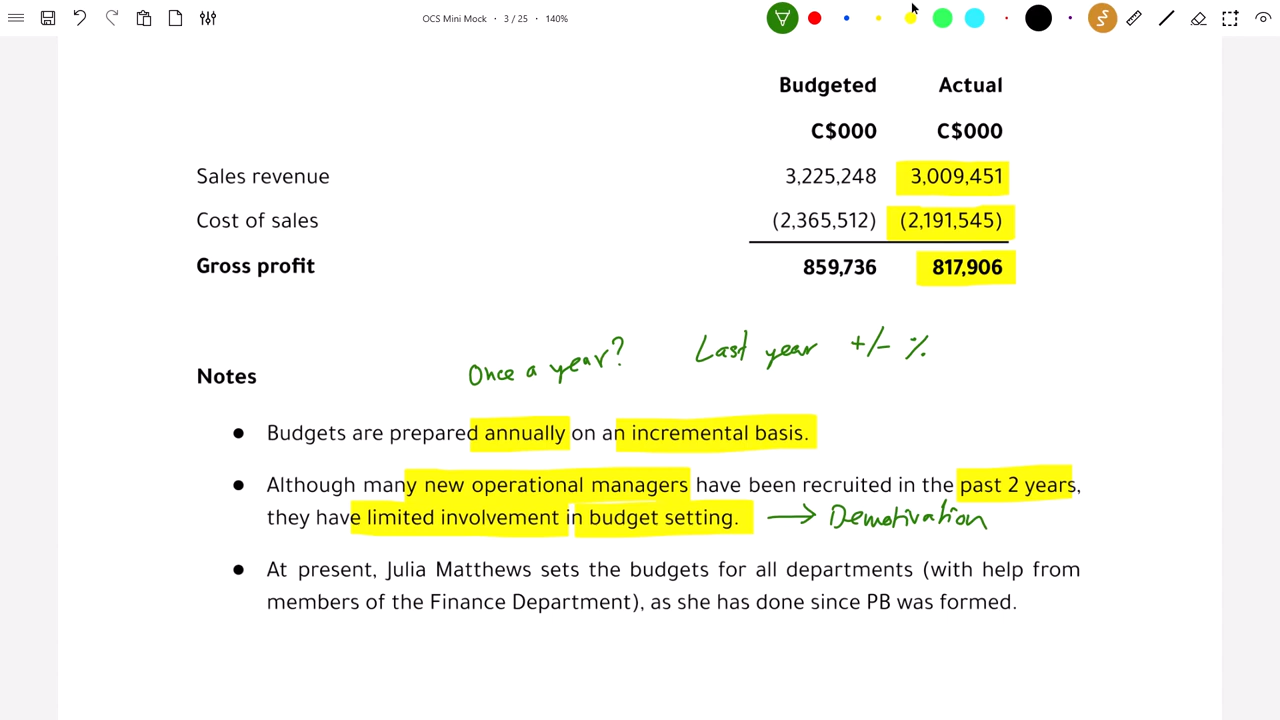 OCS Mini Mock • 3 / 25 • 140%
Budgeted Actual
C$000 C$000
Sales revenue 3,225,248 3,009,451
Cost of sales (2,365,512) (2,191,545)
Gross profit 859,736 817,906
Once a year? Last year +/- %
Notes
● Budgets are prepared annually on an incremental basis.
● Although many new operational managers have been recruited in the past 2 years,
they have limited involvement in budget setting. → Demotivation
● At present, Julia Matthews sets the budgets for all departments (with help from
members of the Finance Department), as she has done since PB was formed.